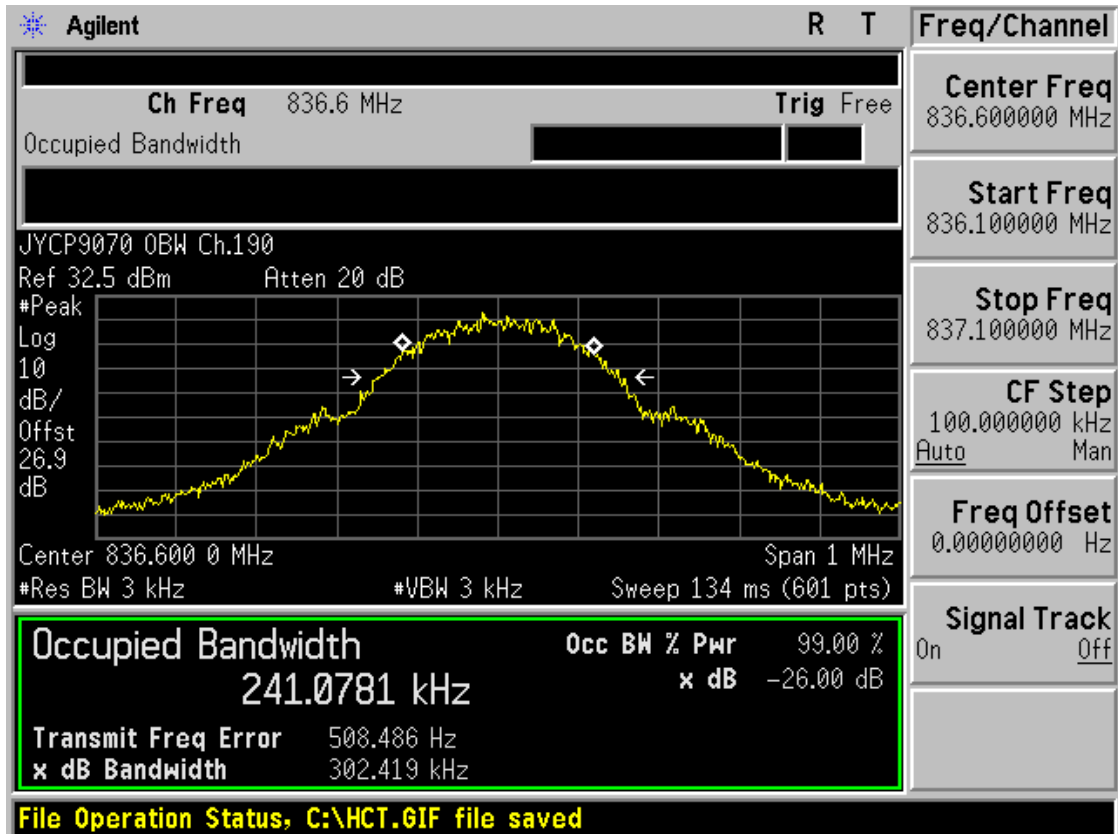 Agilent R T
Ch Freq 836.6 MHz Trig Free
Occupied Bandwidth
JYCP9070 OBW Ch.190
Ref 32.5 dBm Atten 20 dB
#Peak
Log
10
dB/
Offst
26.9
dB
Center 836.600 0 MHz Span 1 MHz
#Res BW 3 kHz #VBW 3 kHz Sweep 134 ms (601 pts)
Occupied Bandwidth
241.0781 kHz
Occ BW % Pwr 99.00 %
x dB -26.00 dB
Transmit Freq Error 508.486 Hz
x dB Bandwidth 302.419 kHz
File Operation Status, C:\HCT.GIF file saved
Freq/Channel
Center Freq
836.600000 MHz
Start Freq
836.100000 MHz
Stop Freq
837.100000 MHz
CF Step
100.000000 kHz
Auto Man
Freq Offset
0.00000000 Hz
Signal Track
On Off